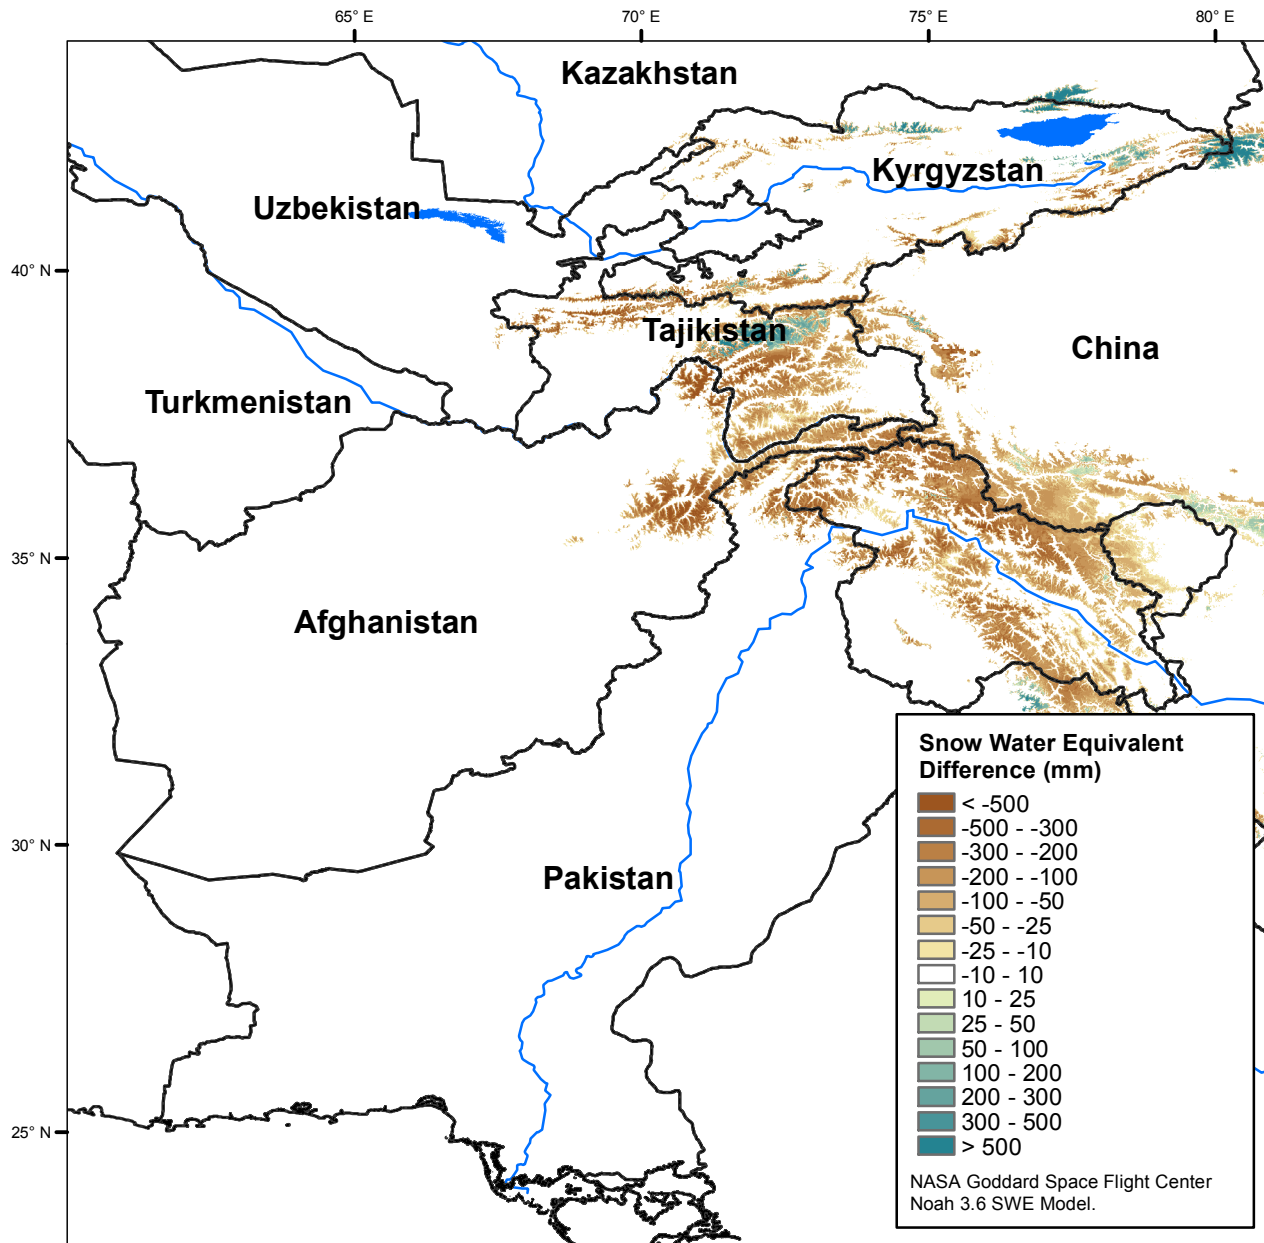 65° E
70° E
75° E
80° E
Kazakhstan
Kyrgyzstan
Uzbekistan
40° N
Tajikistan
China
Turkmenistan
35° N
Afghanistan
30° N
Pakistan
25° N
Snow Water Equivalent
Difference (mm)
< -500
-500 - -300
-300 - -200
-200 - -100
-100 - -50
-50 - -25
-25 - -10
-10 - 10
10 - 25
25 - 50
50 - 100
100 - 200
200 - 300
300 - 500
> 500
NASA Goddard Space Flight Center
Noah 3.6 SWE Model.